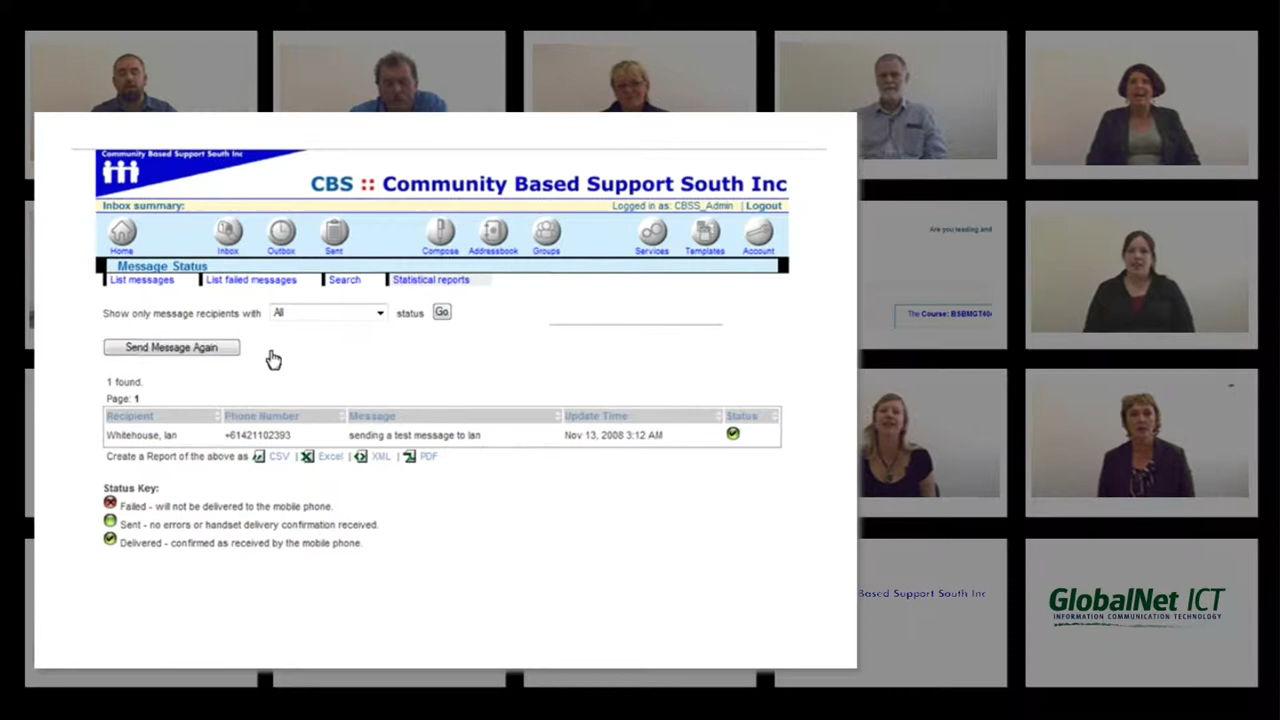 Community Based Support South Inc
CBS :: Community Based Support South Inc
Inbox summary: Logged in as: CBSS_Admin | Logout
Home Inbox Outbox Sent Compose Addressbook Groups Services Templates Account
Message Status
List messages List failed messages Search Statistical reports
Show only message recipients with All status Go
Send Message Again
1 found.
Page: 1
Recipient Phone Number Message Update Time Status
Whitehouse, Ian +61421102393 sending a test message to Ian Nov 13, 2008 3:12 AM
Create a Report of the above as CSV | Excel | XML | PDF
Status Key:
Failed - will not be delivered to the mobile phone.
Sent - no errors or handset delivery confirmation received.
Delivered - confirmed as received by the mobile phone.
Are you leading and
The Course: BSBMGT40
Based Support South Inc
GlobalNet ICT
INFORMATION COMMUNICATION TECHNOLOGY